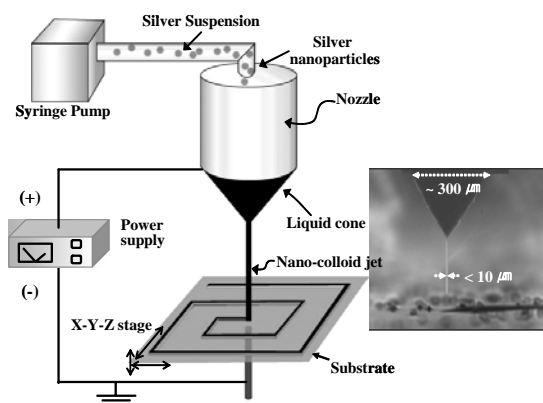 Silver Suspension
Silver
nanoparticles
Syringe Pump
Nozzle
(+)
~ 300 ㎛
Liquid cone
Power
supply
Nano-colloid jet
< 10 ㎛
(-)
X-Y-Z stage
Substrate